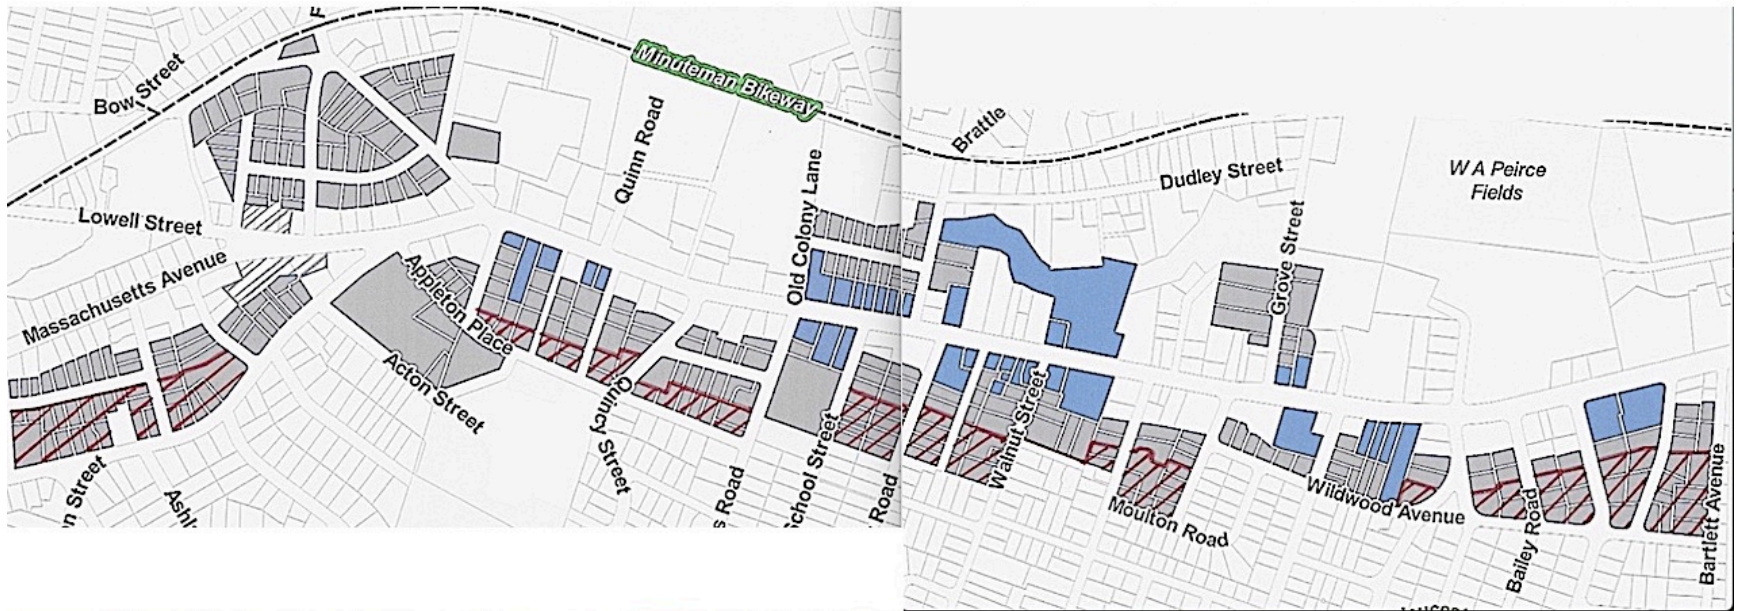 Bow Street
Minuteman Bikeway
Quinn Road
Brattle
Dudley Street
W A Peirce
Fields
Lowell Street
Massachusetts Avenue
Old Colony Lane
Grove Street
Appleton Place
Acton Street
Quincy Street
Walnut Street
School Street
Wildwood Avenue
Moulton Road
Bailey Road
Bartlett Avenue
on Street
Ashl
s Road
Road
F